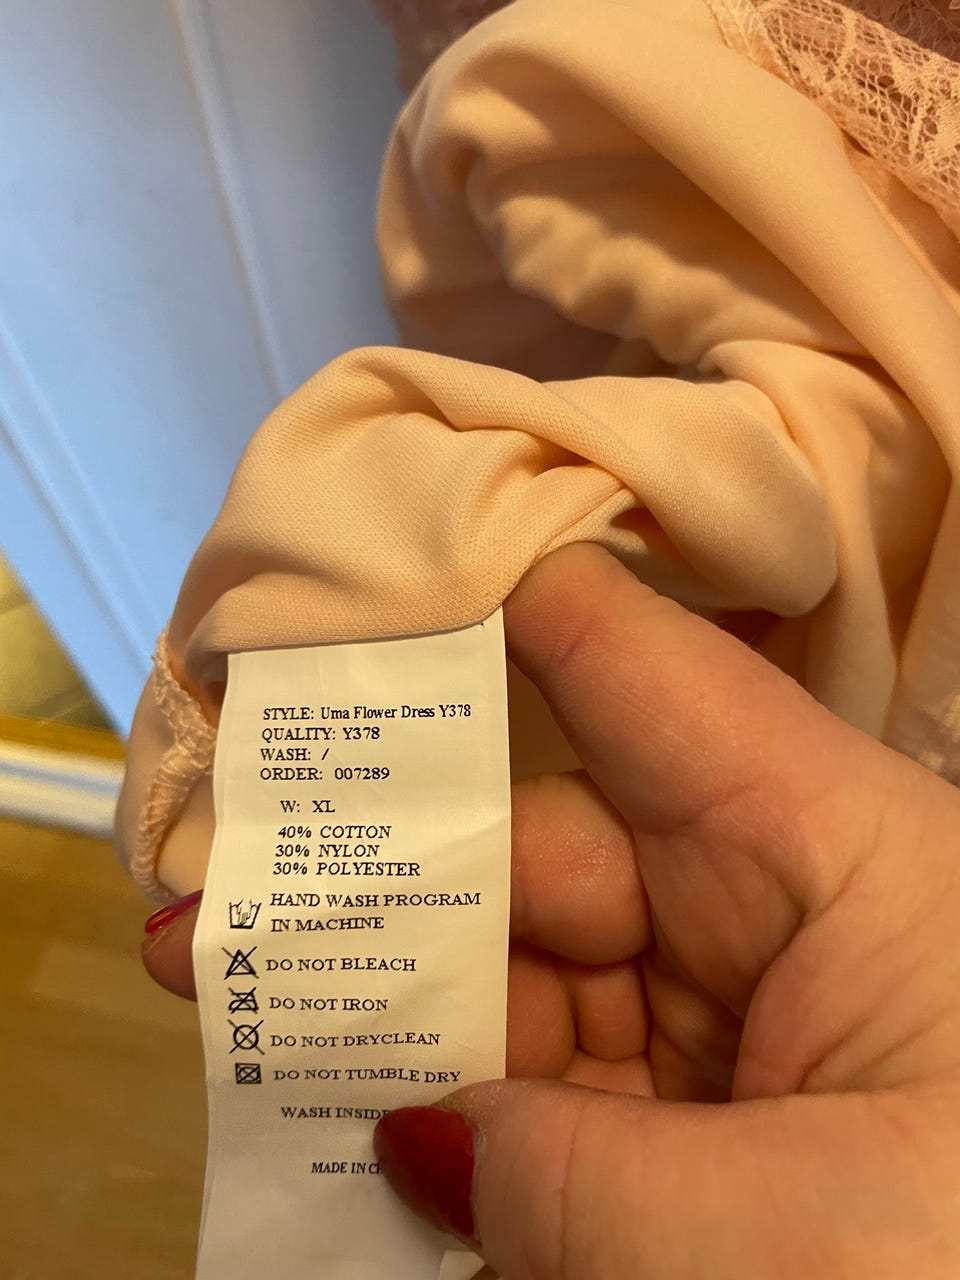 STYLE: Uma Flower Dress Y378
QUALITY: Y378
WASH: /
ORDER: 007289
W: XL
40% COTTON
30% NYLON
30% POLYESTER
HAND WASH PROGRAM
IN MACHINE
DO NOT BLEACH
DO NOT IRON
DO NOT DRYCLEAN
DO NOT TUMBLE DRY
WASH INSIDE
MADE IN